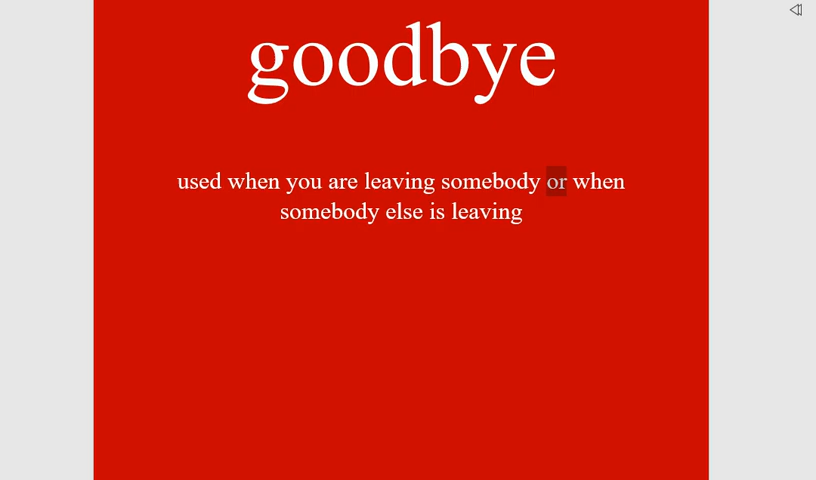 goodbye
used when you are leaving somebody or when
somebody else is leaving